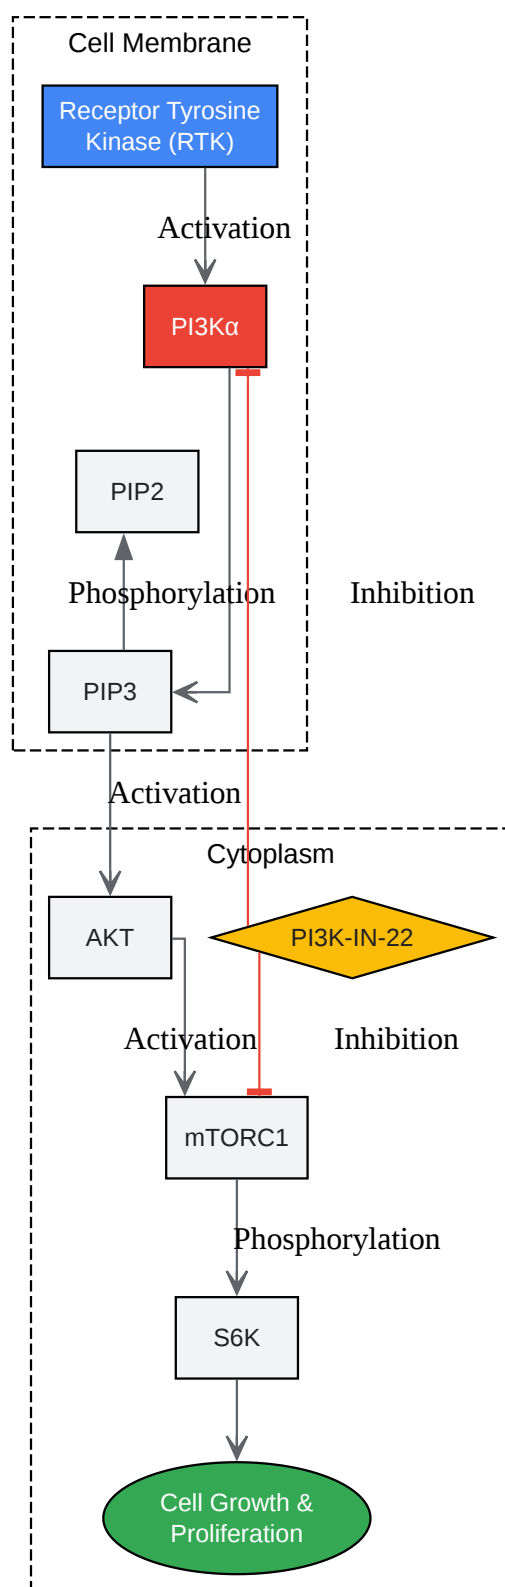 Cell Membrane
Receptor Tyrosine
Kinase (RTK)
Activation
PI3Kα
PIP2
Phosphorylation
Inhibition
PIP3
Activation
Cytoplasm
AKT
PI3K-IN-22
Activation
Inhibition
mTORC1
Phosphorylation
S6K
Cell Growth &
Proliferation